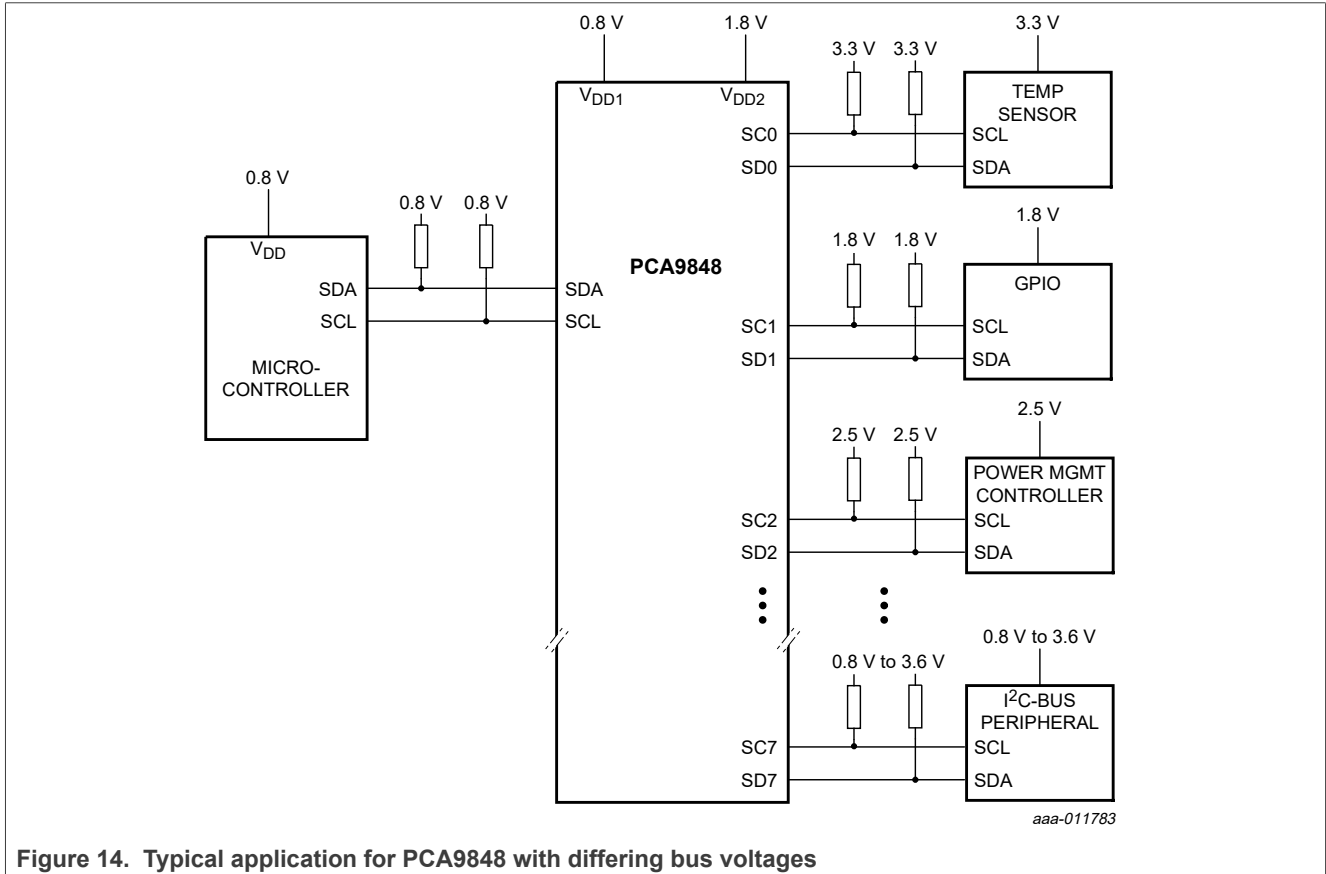 0.8 V
1.8 V
3.3 V
3.3 V 3.3 V
VDD1
VDD2
TEMP
SENSOR
SC0
SCL
SD0
SDA
0.8 V
0.8 V 0.8 V
VDD
SDA
SCL
MICRO-
CONTROLLER
SDA
SCL
PCA9848
1.8 V
1.8 V 1.8 V
GPIO
SC1
SCL
SD1
SDA
2.5 V
2.5 V 2.5 V
POWER MGMT
CONTROLLER
SC2
SCL
SD2
SDA
0.8 V to 3.6 V
0.8 V to 3.6 V
I2C-BUS
PERIPHERAL
SC7
SCL
SD7
SDA
aaa-011783
Figure 14. Typical application for PCA9848 with differing bus voltages